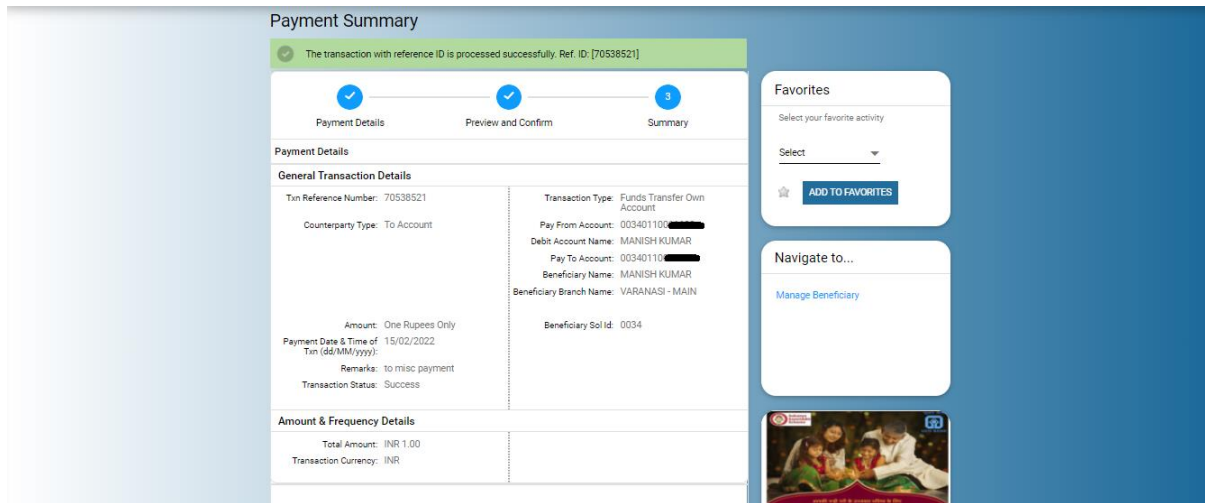 Payment Summary
The transaction with reference ID is processed successfully. Ref. ID: [70538521]
Payment Details
Preview and Confirm
3
Summary
Payment Details
General Transaction Details
Txn Reference Number: 70538521
Counterparty Type: To Account
Transaction Type: Funds Transfer Own
Account
Pay From Account: 003401100
Debit Account Name: MANISH KUMAR
Pay To Account: 00340110
Beneficiary Name: MANISH KUMAR
Beneficiary Branch Name: VARANASI - MAIN
Amount: One Rupees Only
Beneficiary Sol Id: 0034
Payment Date & Time of 15/02/2022
Txn (dd/MM/yyyy):
Remarks: to misc payment
Transaction Status: Success
Amount & Frequency Details
Total Amount: INR 1.00
Transaction Currency: INR
Favorites
Select your favorite activity
Select
ADD TO FAVORITES
Navigate to...
Manage Beneficiary